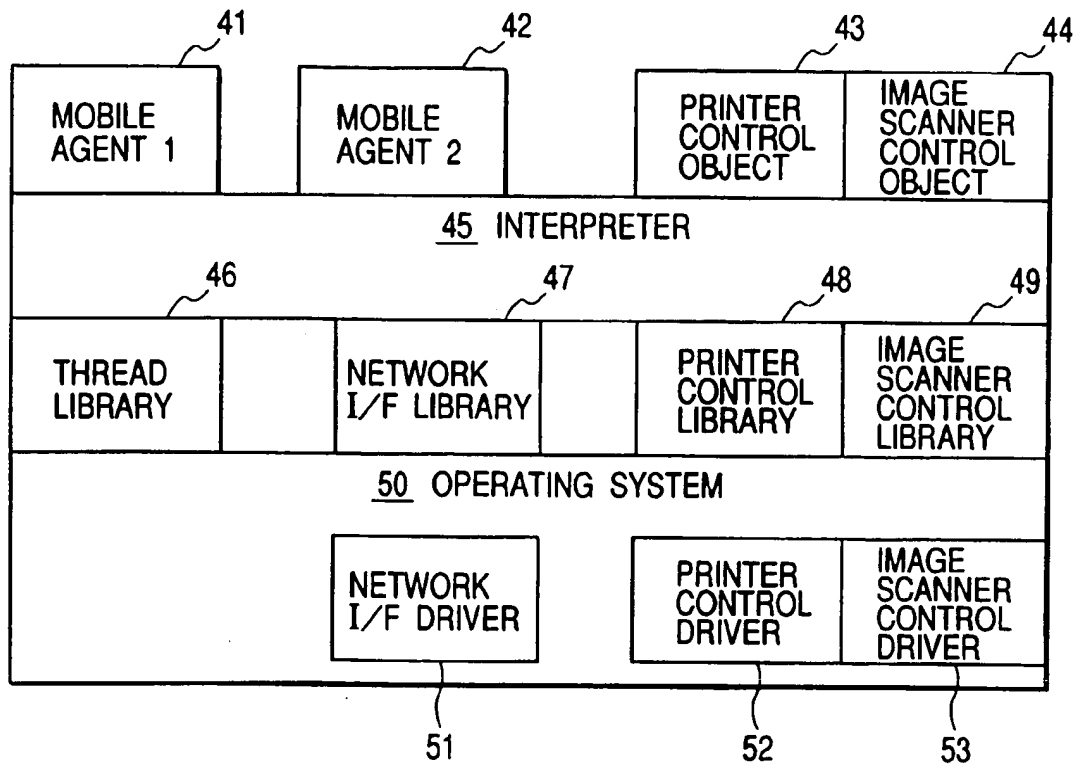 41
42
43
44
MOBILE
AGENT 1
MOBILE
AGENT 2
PRINTER
CONTROL
OBJECT
IMAGE
SCANNER
CONTROL
OBJECT
45 INTERPRETER
46
47
48
49
THREAD
LIBRARY
NETWORK
I/F LIBRARY
PRINTER
CONTROL
LIBRARY
IMAGE
SCANNER
CONTROL
LIBRARY
50 OPERATING SYSTEM
NETWORK
I/F DRIVER
PRINTER
CONTROL
DRIVER
IMAGE
SCANNER
CONTROL
DRIVER
51
52
53